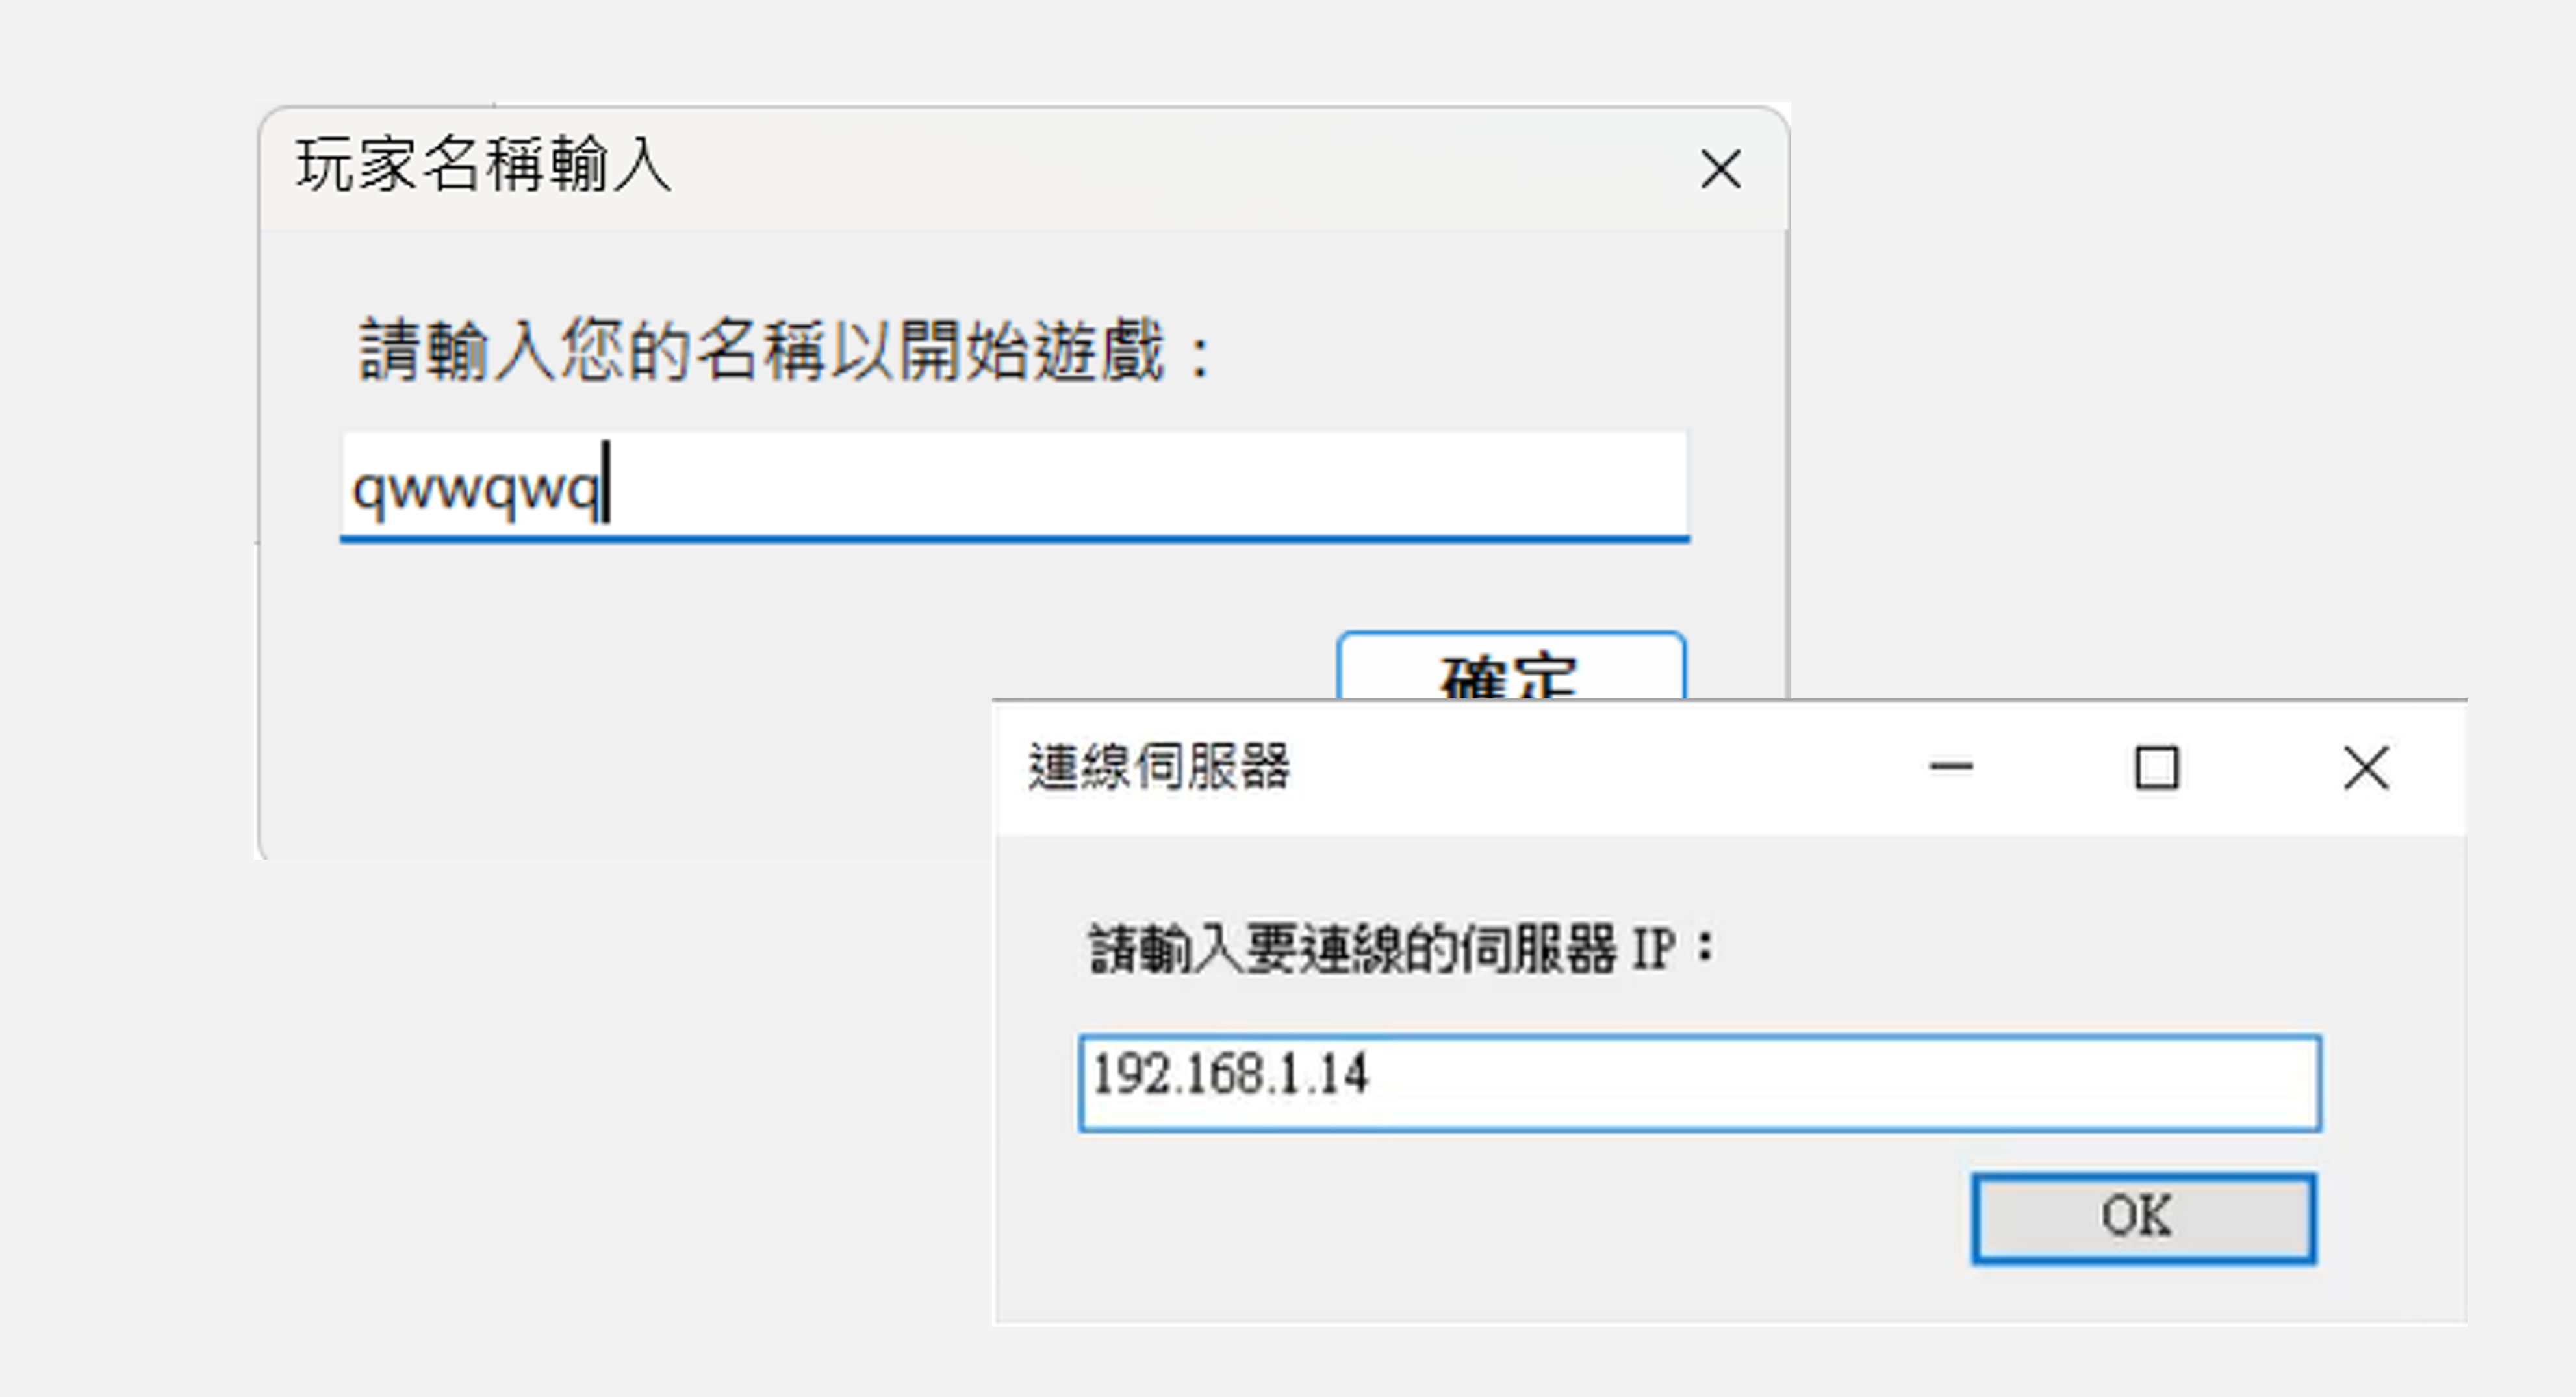 玩家名稱輸入
請輸入您的名稱以開始遊戲：
qwwqwq
確定
連線伺服器
請輸入要連線的伺服器 IP：
192.168.1.14
OK